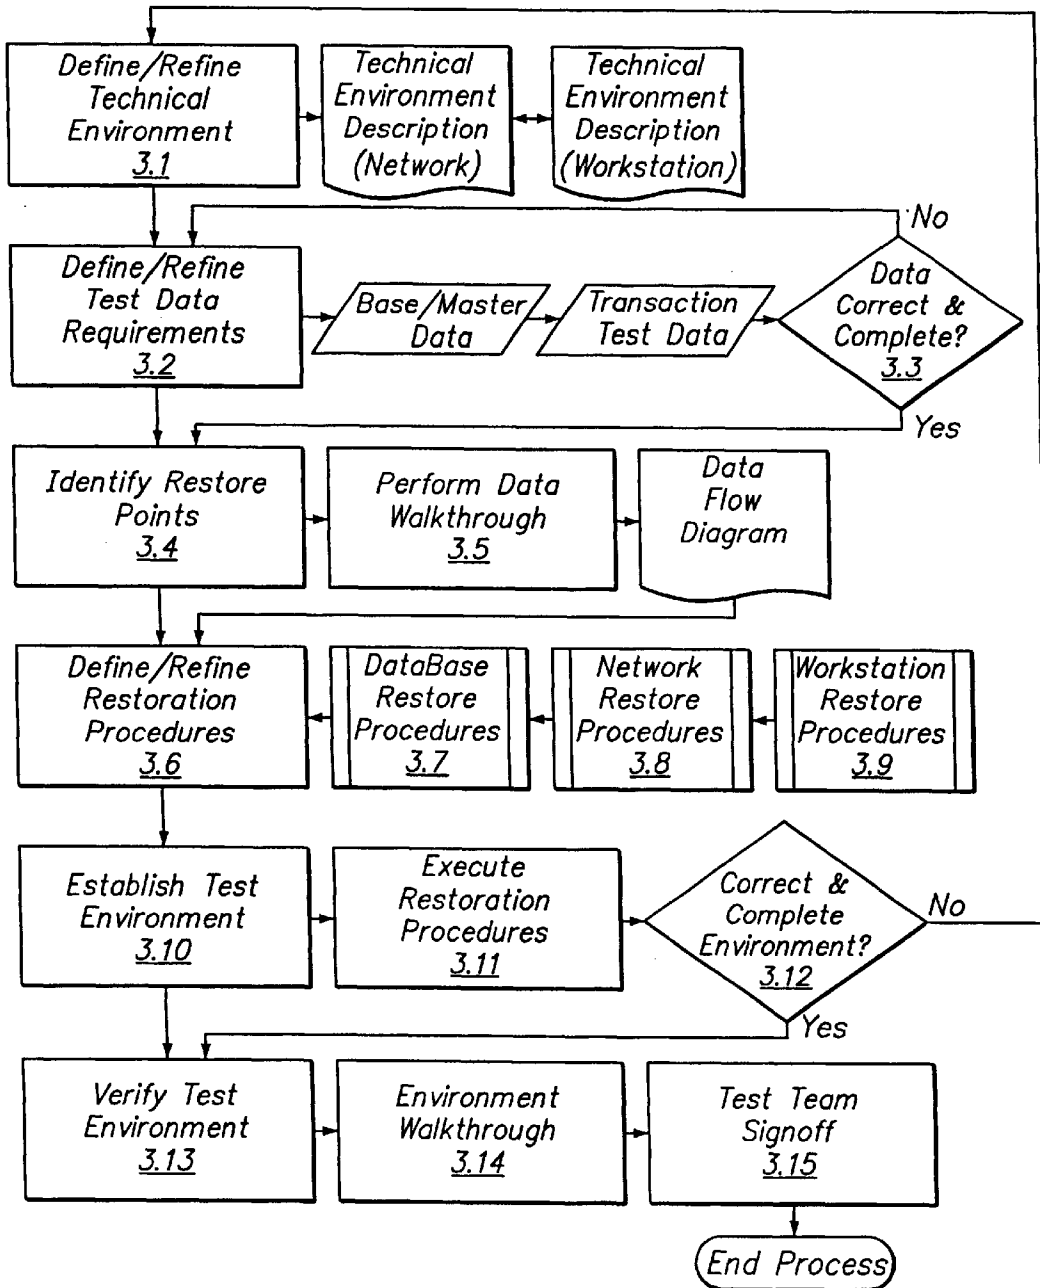 Define/Refine
Technical
Environment
3.1
Technical
Environment
Description
(Network)
Technical
Environment
Description
(Workstation)
No
Define/Refine
Test Data
Requirements
3.2
Base/Master
Data
Transaction
Test Data
Data
Correct &
Complete?
3.3
Yes
Identify Restore
Points
3.4
Perform Data
Walkthrough
3.5
Data
Flow
Diagram
Define/Refine
Restoration
Procedures
3.6
DataBase
Restore
Procedures
3.7
Network
Restore
Procedures
3.8
Workstation
Restore
Procedures
3.9
Establish Test
Environment
3.10
Execute
Restoration
Procedures
3.11
Correct &
Complete
Environment?
3.12
No
Yes
Verify Test
Environment
3.13
Environment
Walkthrough
3.14
Test Team
Signoff
3.15
End Process